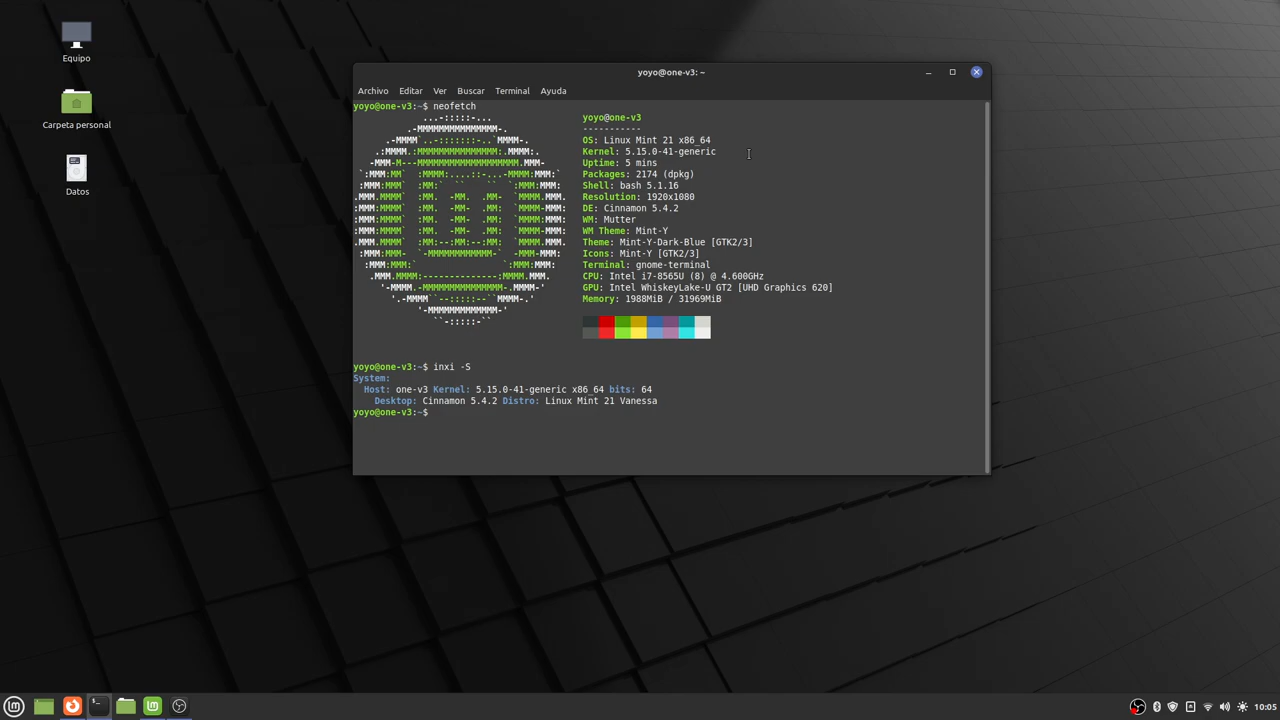 Equipo
Carpeta personal
Datos
yoyo@one-v3: ~
Archivo Editar Ver Buscar Terminal Ayuda
yoyo@one-v3:~$ neofetch
yoyo@one-v3
-----------
OS: Linux Mint 21 x86_64
Kernel: 5.15.0-41-generic
Uptime: 5 mins
Packages: 2174 (dpkg)
Shell: bash 5.1.16
Resolution: 1920x1080
DE: Cinnamon 5.4.2
WM: Mutter
WM Theme: Mint-Y
Theme: Mint-Y-Dark-Blue [GTK2/3]
Icons: Mint-Y [GTK2/3]
Terminal: gnome-terminal
CPU: Intel i7-8565U (8) @ 4.600GHz
GPU: Intel WhiskeyLake-U GT2 [UHD Graphics 620]
Memory: 1988MiB / 31969MiB
yoyo@one-v3:~$ inxi -S
System:
Host: one-v3 Kernel: 5.15.0-41-generic x86_64 bits: 64
Desktop: Cinnamon 5.4.2 Distro: Linux Mint 21 Vanessa
yoyo@one-v3:~$
10:05